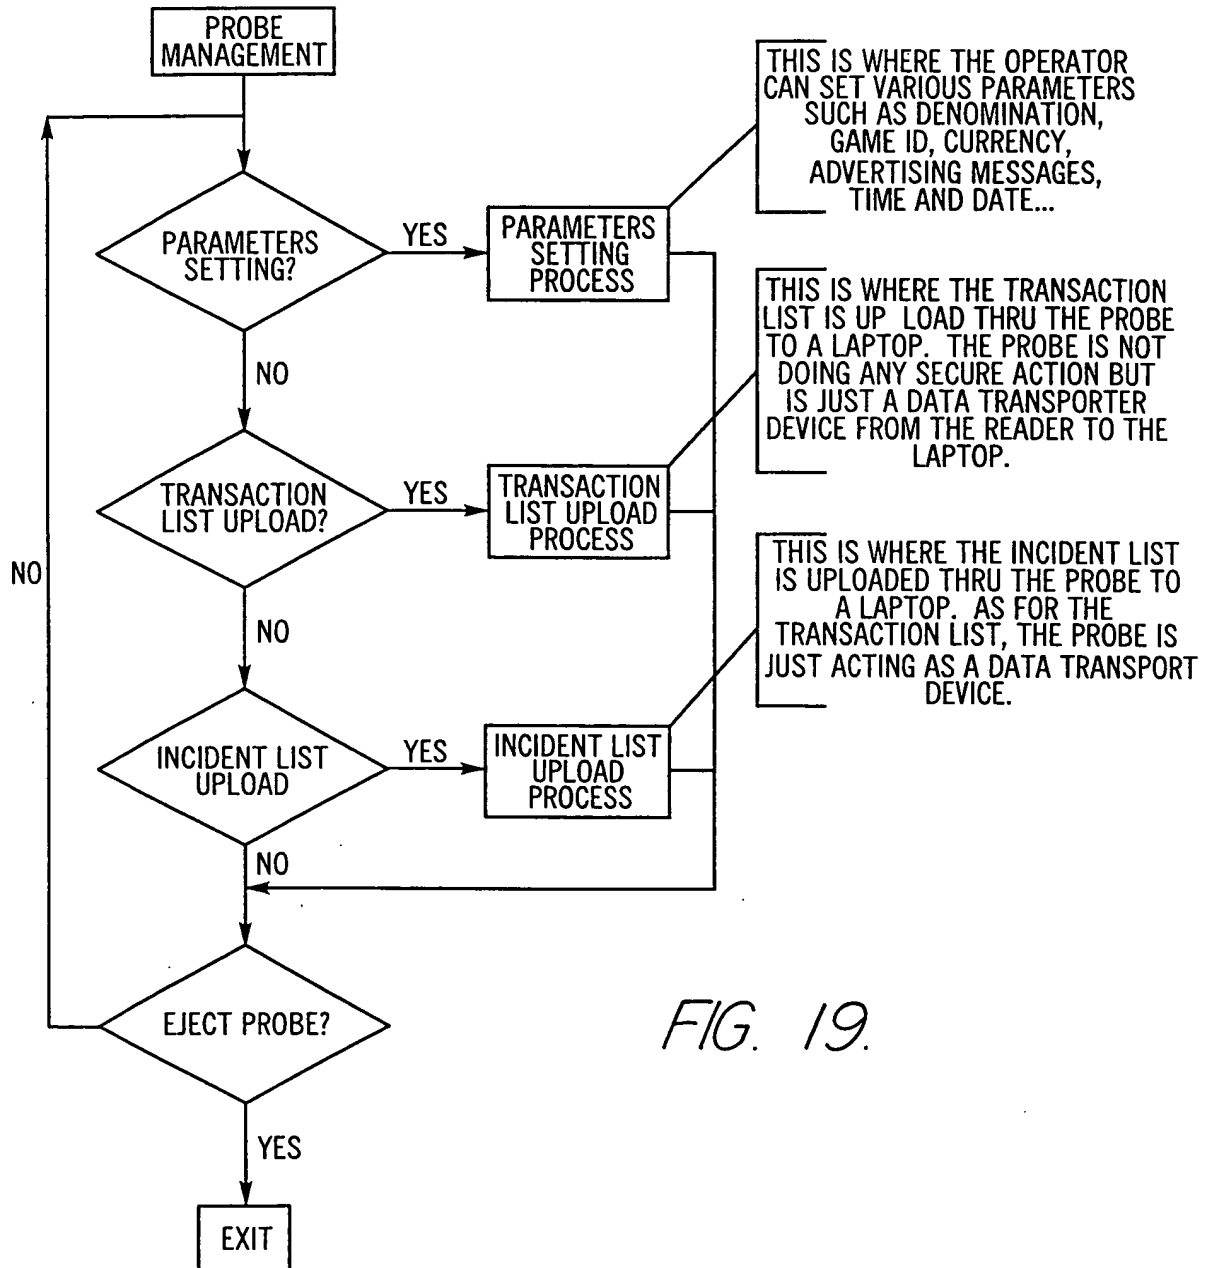 PROBE
MANAGEMENT
THIS IS WHERE THE OPERATOR
CAN SET VARIOUS PARAMETERS
SUCH AS DENOMINATION,
GAME ID, CURRENCY,
ADVERTISING MESSAGES,
TIME AND DATE...
PARAMETERS
SETTING?
YES
PARAMETERS
SETTING
PROCESS
NO
THIS IS WHERE THE TRANSACTION
LIST IS UP LOAD THRU THE PROBE
TO A LAPTOP. THE PROBE IS NOT
DOING ANY SECURE ACTION BUT
IS JUST A DATA TRANSPORTER
DEVICE FROM THE READER TO THE
LAPTOP.
TRANSACTION
LIST UPLOAD?
YES
TRANSACTION
LIST UPLOAD
PROCESS
NO
NO
THIS IS WHERE THE INCIDENT LIST
IS UPLOADED THRU THE PROBE TO
A LAPTOP. AS FOR THE
TRANSACTION LIST, THE PROBE IS
JUST ACTING AS A DATA TRANSPORT
DEVICE.
INCIDENT LIST
UPLOAD
YES
INCIDENT LIST
UPLOAD
PROCESS
NO
EJECT PROBE?
YES
EXIT
FIG. 19.